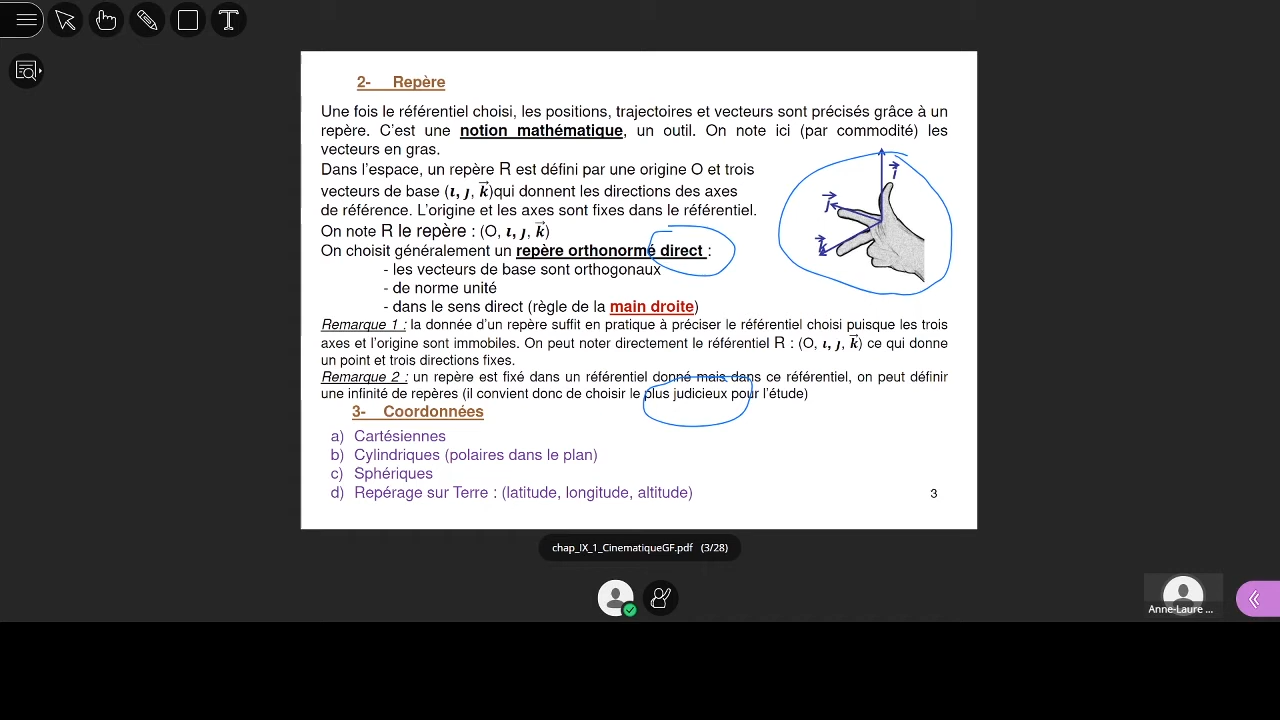 T
2- Repère
Une fois le référentiel choisi, les positions, trajectoires et vecteurs sont précisés grâce à un
repère. C'est une notion mathématique, un outil. On note ici (par commodité) les
vecteurs en gras.
Dans l'espace, un repère R est défini par une origine O et trois
vecteurs de base (ı, ȷ, k⃗)qui donnent les directions des axes
de référence. L'origine et les axes sont fixes dans le référentiel.
On note R le repère : (O, ı, ȷ, k⃗)
On choisit généralement un repère orthonormé direct :
- les vecteurs de base sont orthogonaux
- de norme unité
- dans le sens direct (règle de la main droite)
i⃗
j⃗
k⃗
Remarque 1 : la donnée d'un repère suffit en pratique à préciser le référentiel choisi puisque les trois
axes et l'origine sont immobiles. On peut noter directement le référentiel R : (O, ı, ȷ, k⃗) ce qui donne
un point et trois directions fixes.
Remarque 2 : un repère est fixé dans un référentiel donné mais dans ce référentiel, on peut définir
une infinité de repères (il convient donc de choisir le plus judicieux pour l'étude)
3- Coordonnées
a) Cartésiennes
b) Cylindriques (polaires dans le plan)
c) Sphériques
d) Repérage sur Terre : (latitude, longitude, altitude)
3
chap_IX_1_CinematiqueGF.pdf (3/28)
Anne-Laure ...